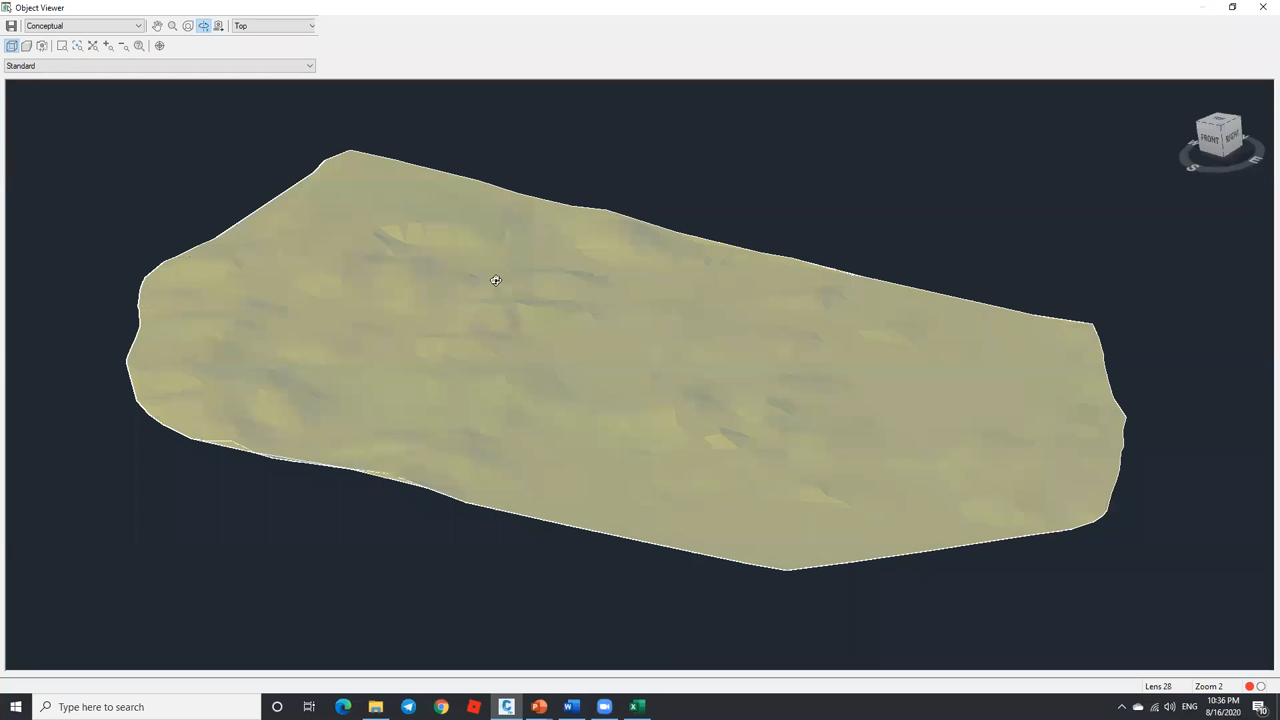 Object Viewer
Conceptual
Top
Standard
FRONT
RIGHT
S
E
Lens 28
Zoom 2
Type here to search
ENG
10:36 PM
8/16/2020
10